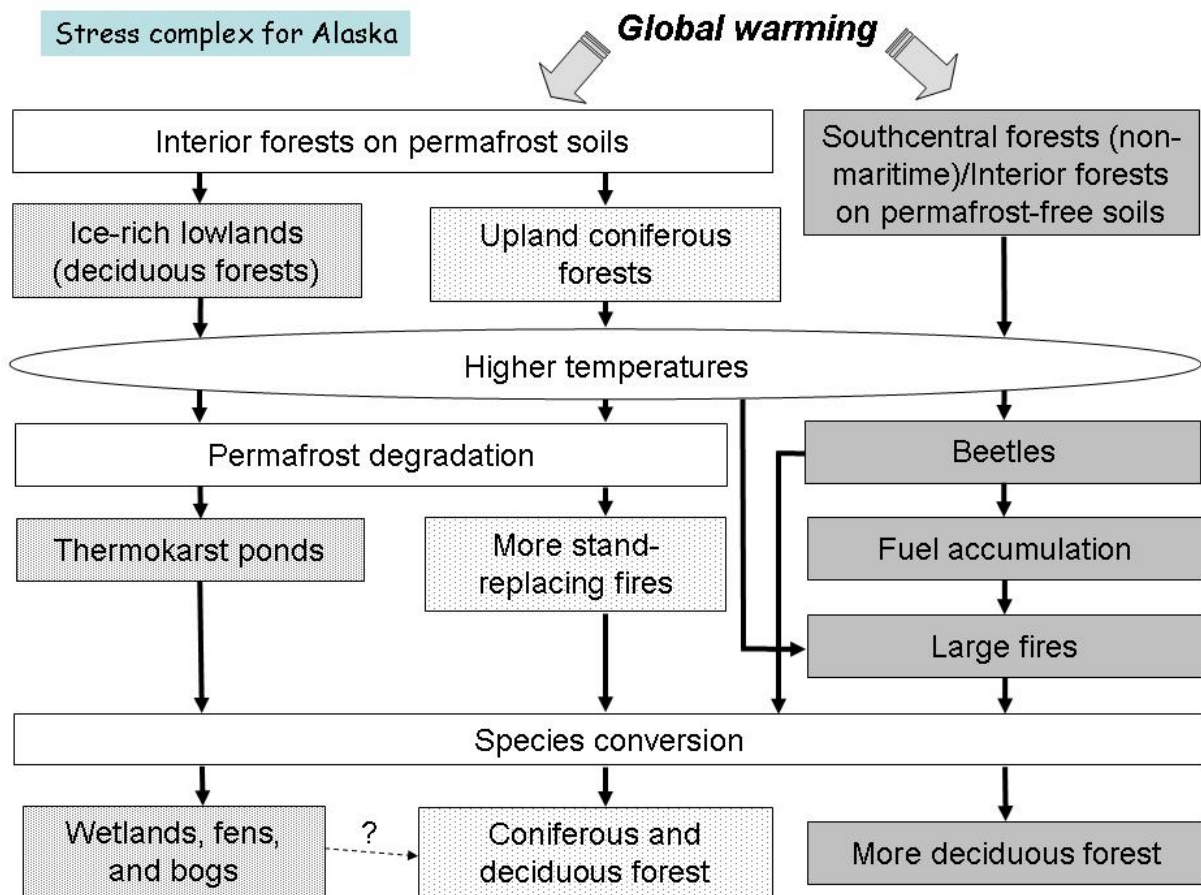 Stress complex for Alaska
Global warming
Interior forests on permafrost soils
Southcentral forests (non-
maritime)/Interior forests
on permafrost-free soils
Ice-rich lowlands
(deciduous forests)
Upland coniferous
forests
Higher temperatures
Permafrost degradation
Beetles
Thermokarst ponds
More stand-
replacing fires
Fuel accumulation
Large fires
Species conversion
Wetlands, fens,
and bogs
?
Coniferous and
deciduous forest
More deciduous forest